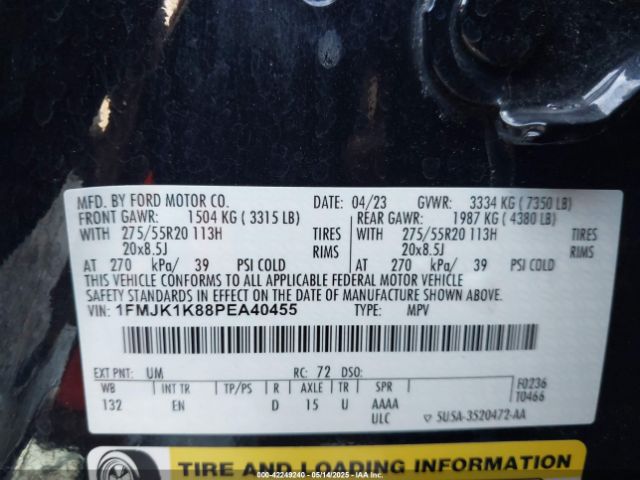 MFD. BY FORD MOTOR CO. DATE: 04/23 GVWR: 3334 KG ( 7350 LB)
FRONT GAWR: 1504 KG ( 3315 LB) REAR GAWR: 1987 KG ( 4380 LB)
WITH 275/55R20 113H TIRES WITH 275/55R20 113H TIRES
20x8.5J RIMS 20x8.5J RIMS
AT 270 kPa/ 39 PSI COLD AT 270 kPa/ 39 PSI COLD
THIS VEHICLE CONFORMS TO ALL APPLICABLE FEDERAL MOTOR VEHICLE
SAFETY STANDARDS IN EFFECT ON THE DATE OF MANUFACTURE SHOWN ABOVE.
VIN: 1FMJK1K88PEA40455 TYPE: MPV
EXT PNT: UM RC: 72 DSO:
WB INT TR TP/PS R AXLE TR SPR F0236
132 EN D 15 U AAAA T0466
ULC 5USA-3520472-AA
TIRE AND LOADING INFORMATION
000-42249240 - 05/14/2025 - IAA Inc.